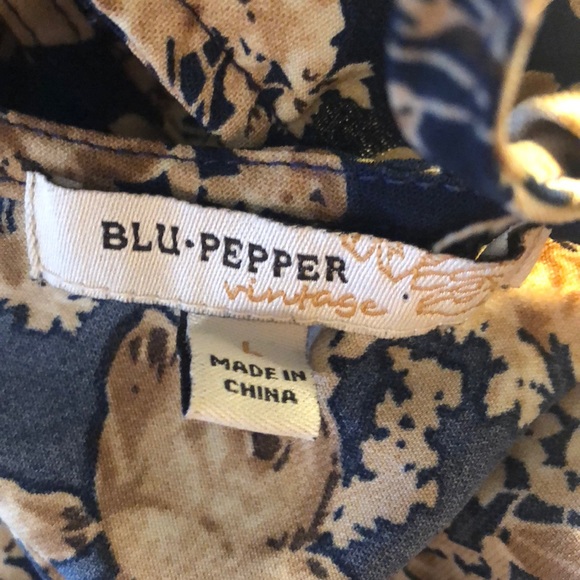 BLU·PEPPER
vintage
L
MADE IN
CHINA